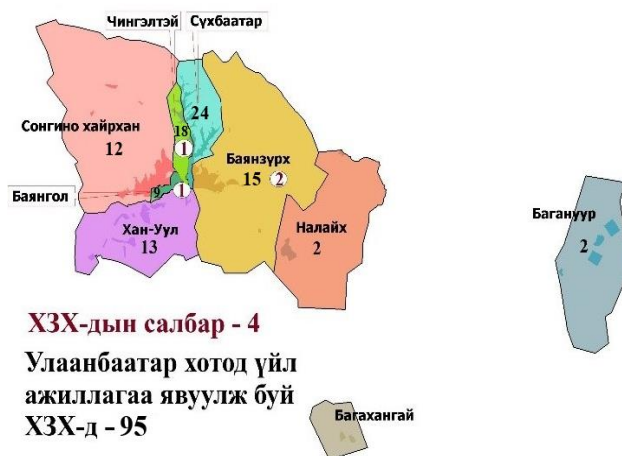 Чингэлтэй
Сүхбаатар
24
Сонгино хайрхан
12
18
1
Баянзүрх
15
2
Баянгол
9
1
Хан-Уул
13
Налайх
2
Багануур
2
ХЗХ-дын салбар - 4
Улаанбаатар хотод үйл
ажиллагаа явуулж буй
ХЗХ-д - 95
Багахангай